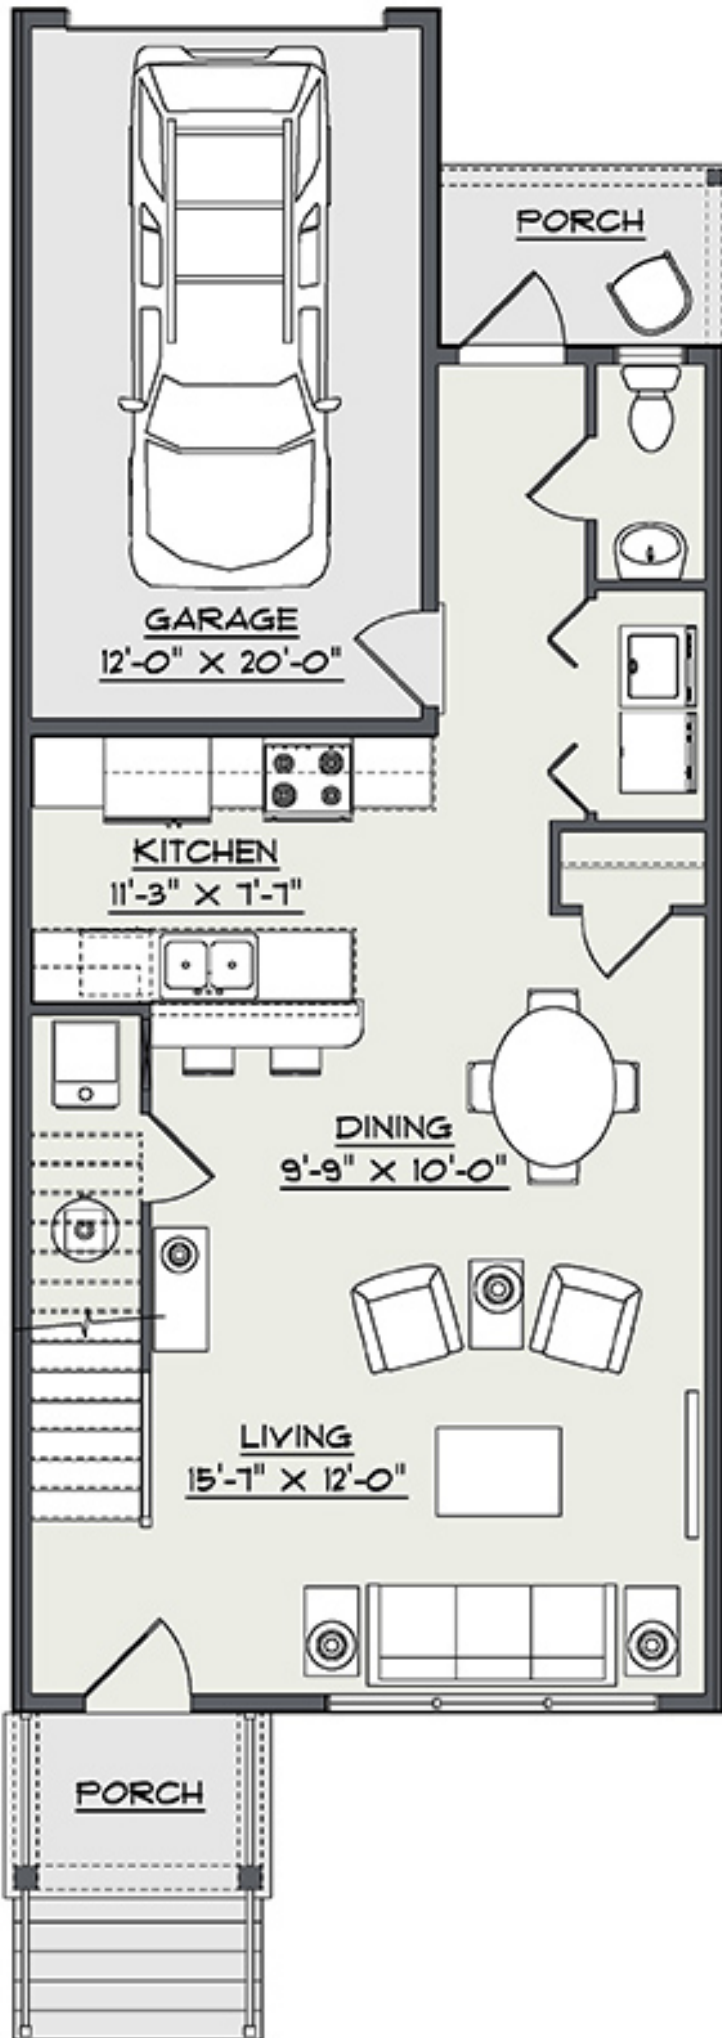 PORCH
GARAGE
12'-0" X 20'-0"
KITCHEN
11'-3" X 7'-7"
DINING
9'-9" X 10'-0"
LIVING
15'-7" X 12'-0"
PORCH